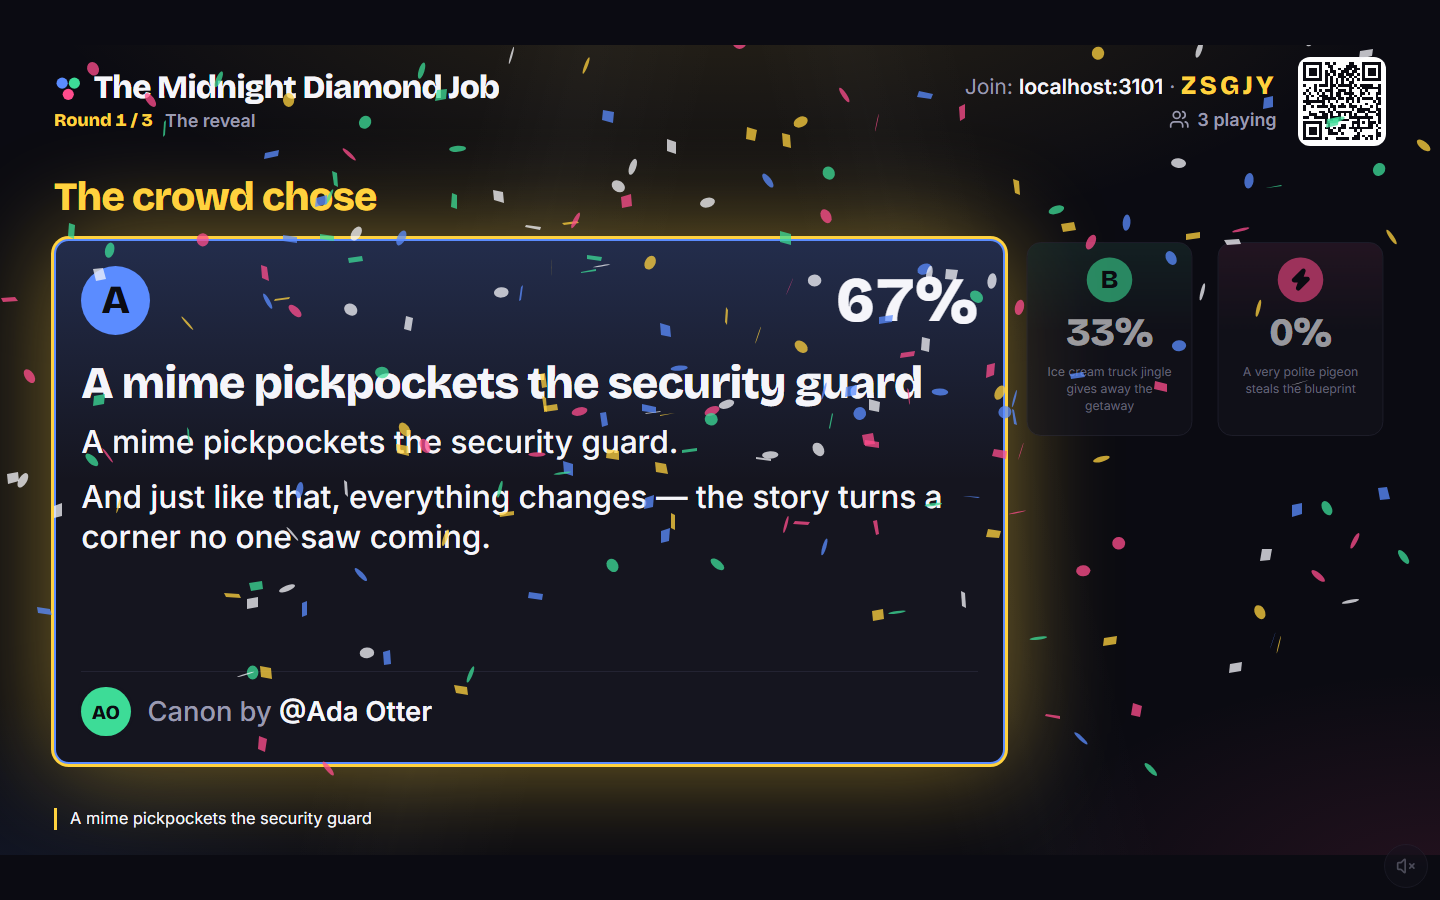 The Midnight Diamond Job
Round 1 / 3 The reveal
Join: localhost:3101 · ZSGJY
3 playing
The crowd chose
A
67%
A mime pickpockets the security guard
A mime pickpockets the security guard.
And just like that, everything changes — the story turns a
corner no one saw coming.
AO Canon by @Ada Otter
B
33%
Ice cream truck jingle
gives away the
getaway
0%
A very polite pigeon
steals the blueprint
A mime pickpockets the security guard